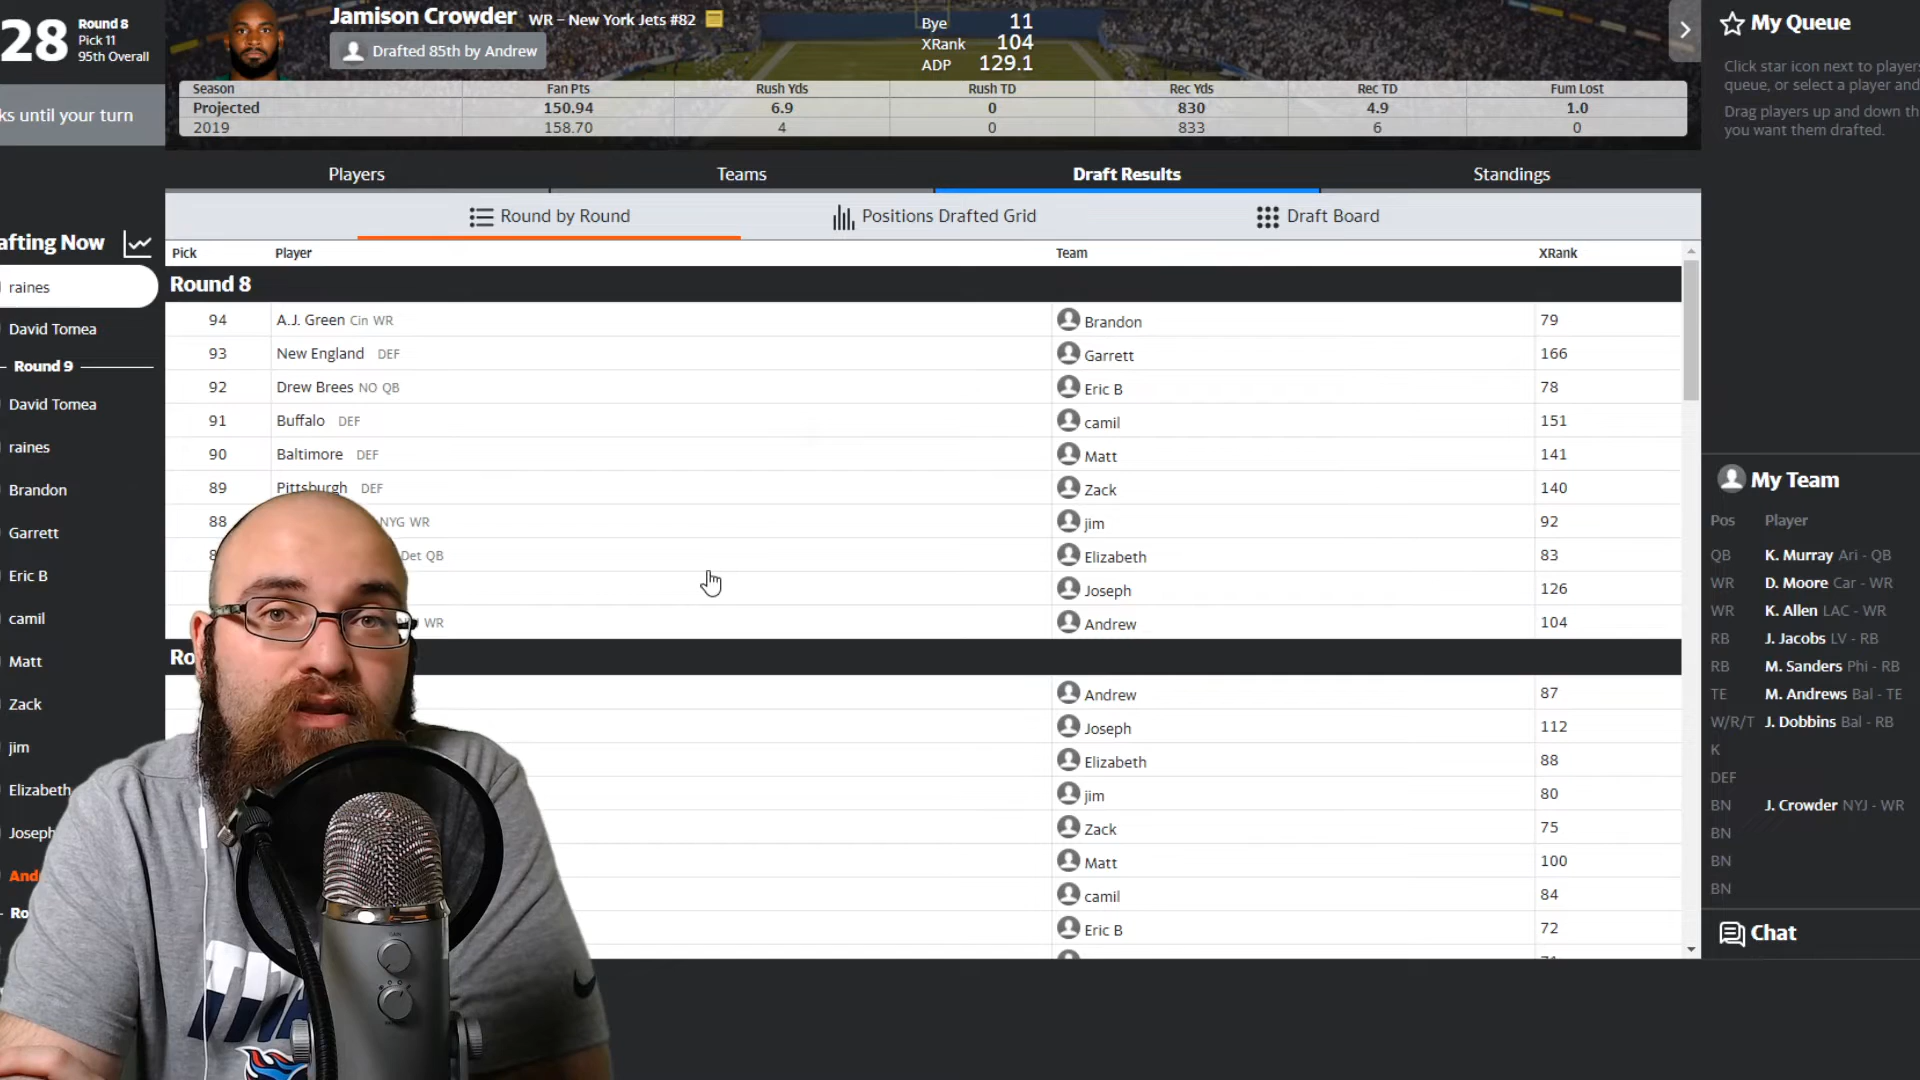 28
Round 8
Pick 11
95th Overall
ks until your turn
Jamison Crowder WR – New York Jets #82
Drafted 85th by Andrew
Bye 11
XRank 104
ADP 129.1
Season Fan Pts Rush Yds Rush TD Rec Yds Rec TD Fum Lost
Projected 150.94 6.9 0 830 4.9 1.0
2019 158.70 4 0 833 6 0
Players Teams Draft Results Standings
Round by Round Positions Drafted Grid Draft Board
Pick Player Team XRank
Round 8
94 A.J. Green Cin WR Brandon 79
93 New England DEF Garrett 166
92 Drew Brees NO QB Eric B 78
91 Buffalo DEF camil 151
90 Baltimore DEF Matt 141
89 Pittsburgh DEF Zack 140
88 NYG WR jim 92
Det QB Elizabeth 83
Joseph 126
WR Andrew 104
Ro
Andrew 87
Joseph 112
Elizabeth 88
jim 80
Zack 75
Matt 100
camil 84
Eric B 72
afting Now
raines
David Tomea
Round 9
David Tomea
raines
Brandon
Garrett
Eric B
camil
Matt
Zack
jim
Elizabeth
Joseph
And
Ro
My Queue
Click star icon next to players
queue, or select a player and
Drag players up and down th
you want them drafted.
My Team
Pos Player
QB K. Murray Ari - QB
WR D. Moore Car - WR
WR K. Allen LAC - WR
RB J. Jacobs LV - RB
RB M. Sanders Phi - RB
TE M. Andrews Bal - TE
W/R/T J. Dobbins Bal - RB
K
DEF
BN J. Crowder NYJ - WR
BN
BN
BN
Chat
TIT